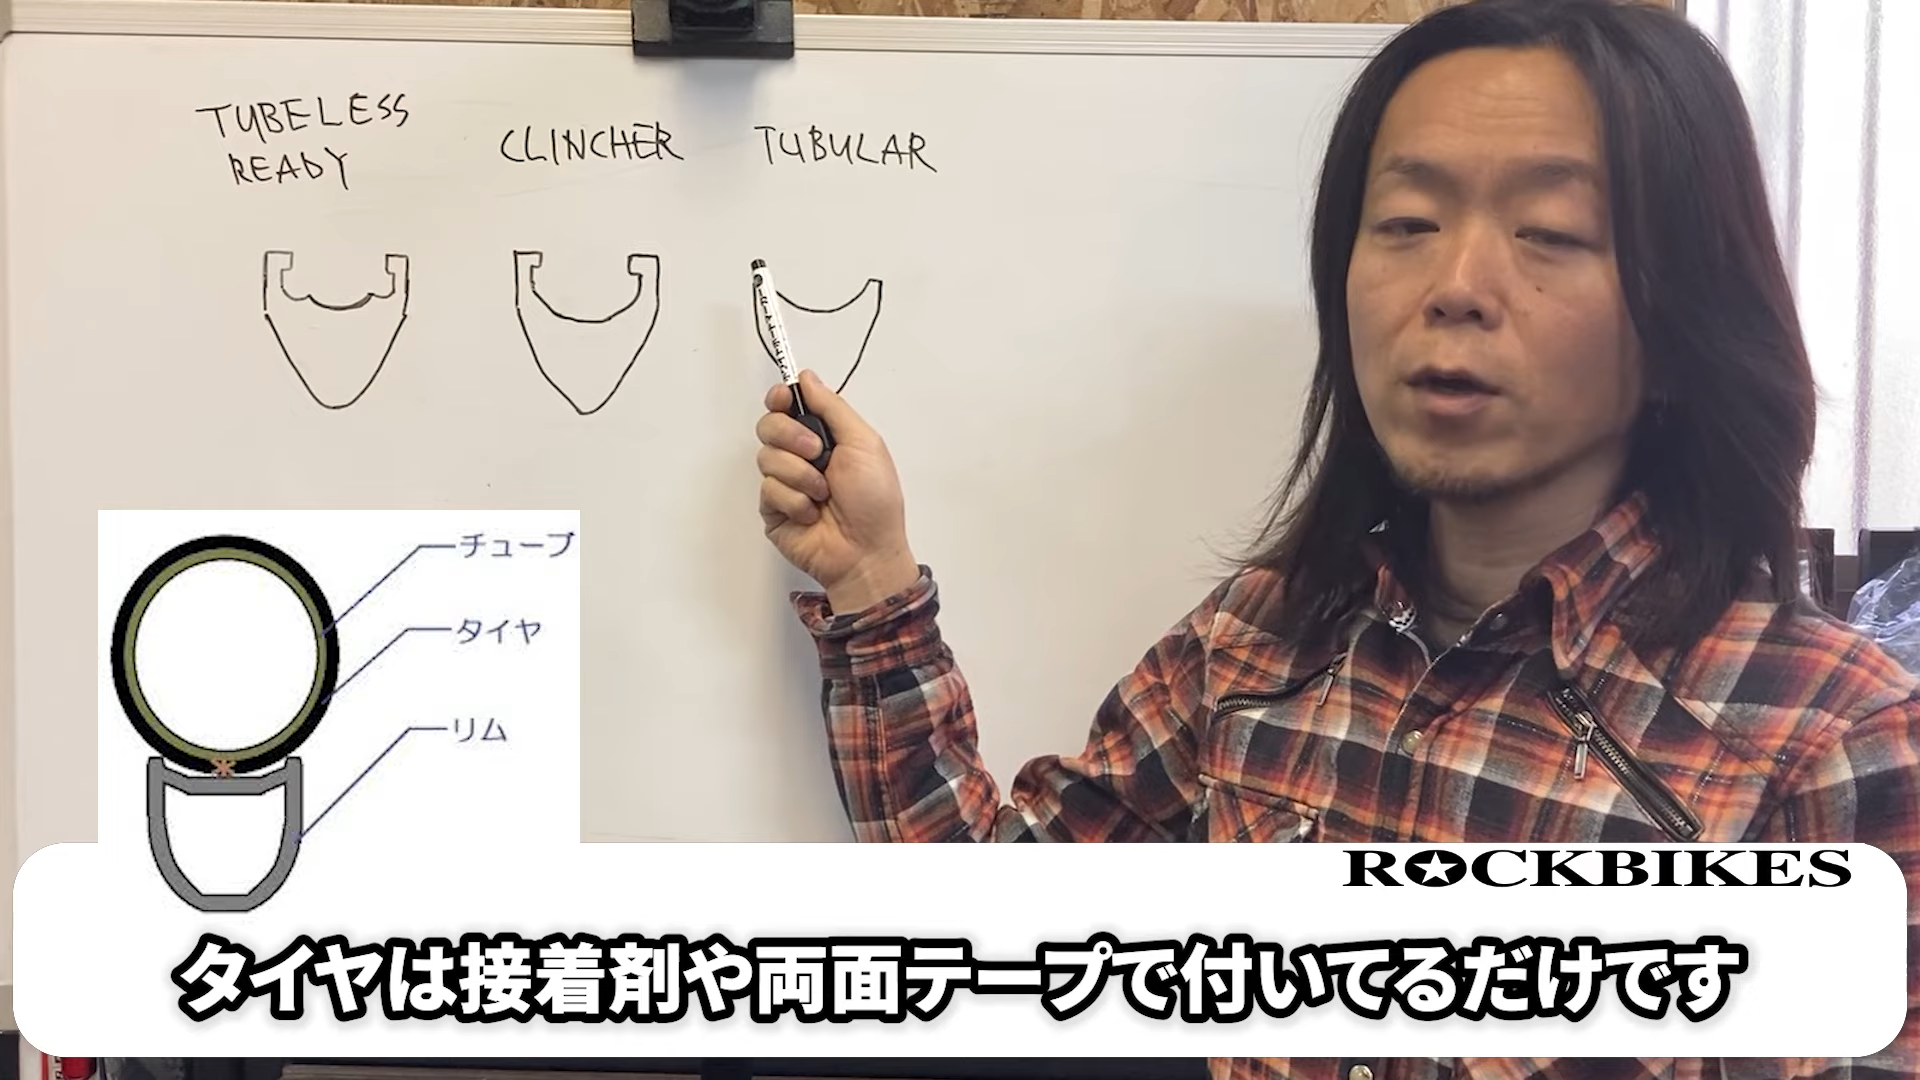 TUBELESS
READY
CLINCHER
TUBULAR
チューブ
タイヤ
リム
ROCKBIKES
タイヤは接着剤や両面テープで付いてるだけです